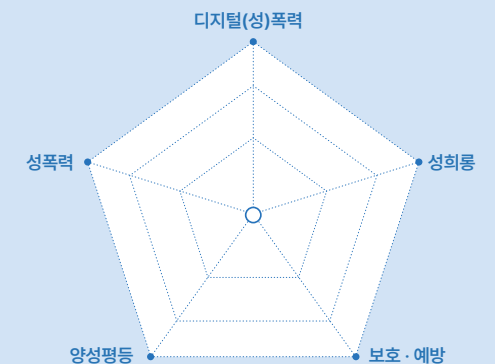 디지털(성)폭력
성폭력
성희롱
양성평등
보호 · 예방